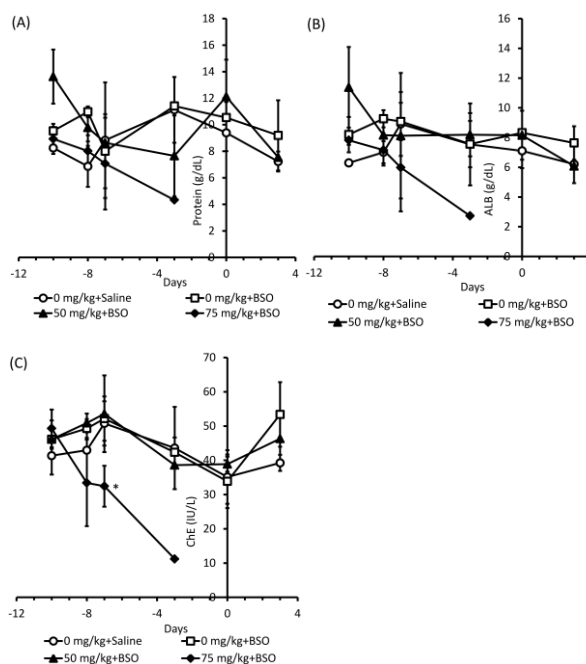 (A)
16
14
12
10
8
6
4
2
0
Protein (g/dL)
-12 -8 -4 0 4
Days
0 mg/kg+Saline 0 mg/kg+BSO
50 mg/kg+BSO 75 mg/kg+BSO
(B)
16
14
12
10
8
6
4
2
0
ALB (g/dL)
-12 -8 -4 0 4
Days
0 mg/kg+Saline 0 mg/kg+BSO
50 mg/kg+BSO 75 mg/kg+BSO
(C)
70
60
50
40
30
20
10
0
ChE (IU/L)
*
-12 -8 -4 0 4
Days
0 mg/kg+Saline 0 mg/kg+BSO
50 mg/kg+BSO 75 mg/kg+BSO